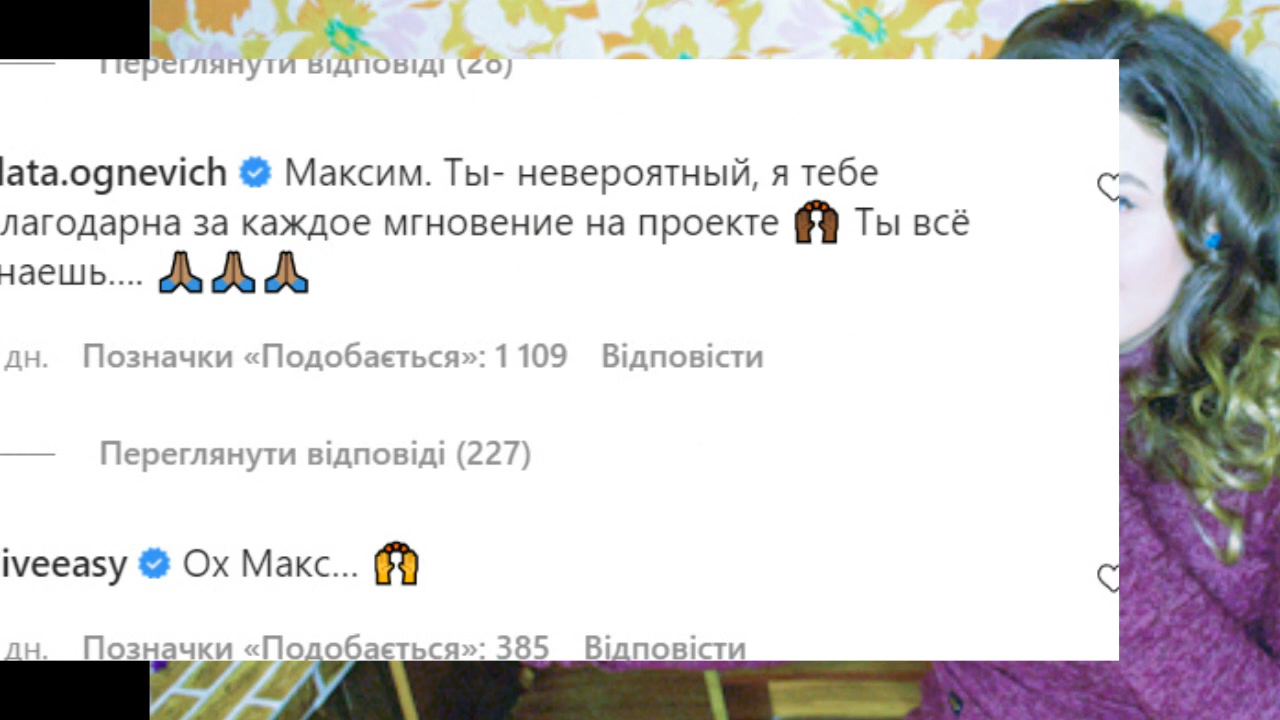 Переглянути відповіді (28)
lata.ognevich Максим. Ты- невероятный, я тебе
лагодарна за каждое мгновение на проекте 🙌🏾 Ты всё
наешь.... 🙏🏽🙏🏽🙏🏽
дн. Позначки «Подобається»: 1 109 Відповісти
Переглянути відповіді (227)
iveeasy Ох Макс... 🙌
дн. Позначки «Подобається»: 385 Відповісти